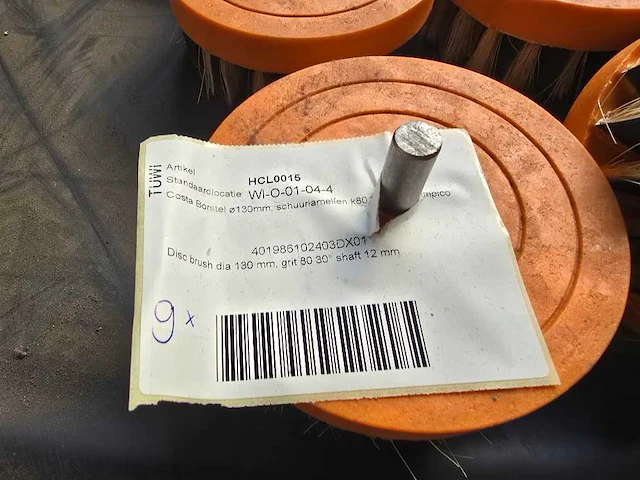 TUWI
Artikel HCL0015
Standaardlocatie WI-O-01-04-4
Costa Borstel ø130mm, schuurlamellen k80
401986102403DX01
Disc brush dia 130 mm, grit 80 30° shaft 12 mm
9 x